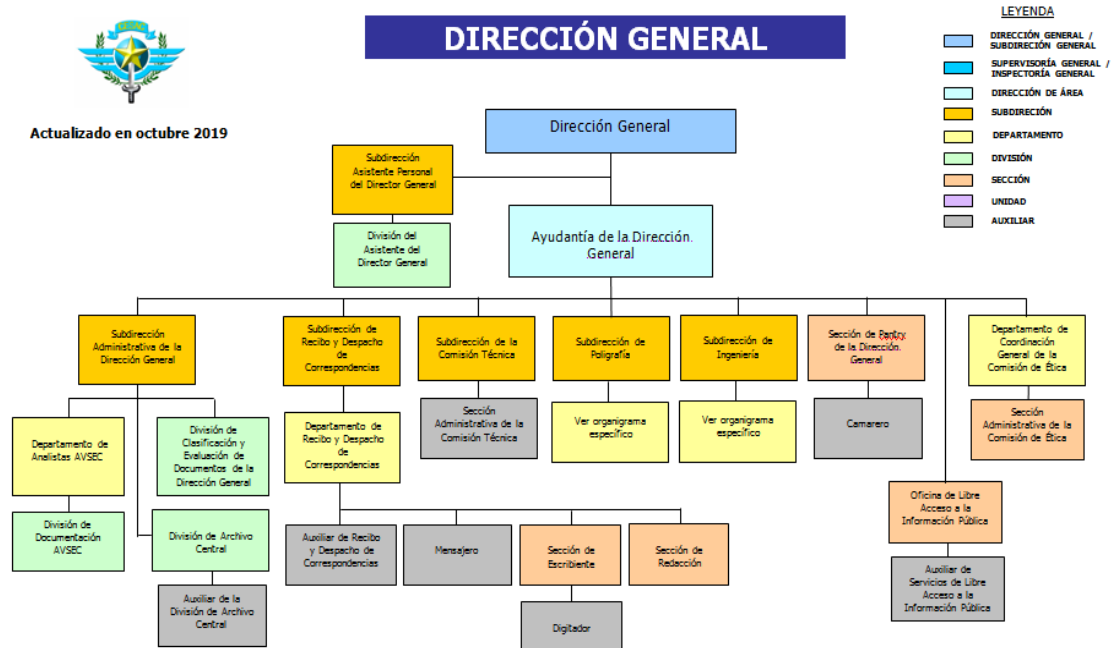 CESAC
DIRECCIÓN GENERAL
LEYENDA
DIRECCIÓN GENERAL /
SUBDIRECIÓN GENERAL
SUPERVISORÍA GENERAL /
INSPECTORÍA GENERAL
DIRECCIÓN DE ÁREA
SUBDIRECIÓN
DEPARTAMENTO
DIVISIÓN
SECCIÓN
UNIDAD
AUXILIAR
Actualizado en octubre 2019
Dirección General
Subdirección
Asistente Personal
del Director General
División del
Asistente del
Director General
Ayudantía de la Dirección.
General
Subdirección
Administrativa de la
Dirección General
Subdirección de
Recibo y Despacho
de
Correspondencias
Subdirección de la
Comisión Técnica
Subdirección de
Poligrafía
Subdirección de
Ingeniería
Sección de Pantry
de la Dirección.
General
Departamento de
Coordinación
General de la
Comisión de Ética
Departamento de
Analistas AVSEC
División de
Clasificación y
Evaluación de
Documentos de la
Dirección General
Departamento de
Recibo y Despacho
de
Correspondencias
Sección
Administrativa de la
Comisión Técnica
Ver organigrama
específico
Ver organigrama
específico
Camarero
Sección
Administrativa de la
Comisión de Ética
División de
Documentación
AVSEC
División de Archivo
Central
Auxiliar de Recibo
y Despacho de
Correspondencias
Mensajero
Sección de
Escribiente
Sección de
Redacción
Oficina de Libre
Acceso a la
Información Pública
Auxiliar de la
División de Archivo
Central
Digitador
Auxiliar de
Servicios de Libre
Acceso a la
Información Pública